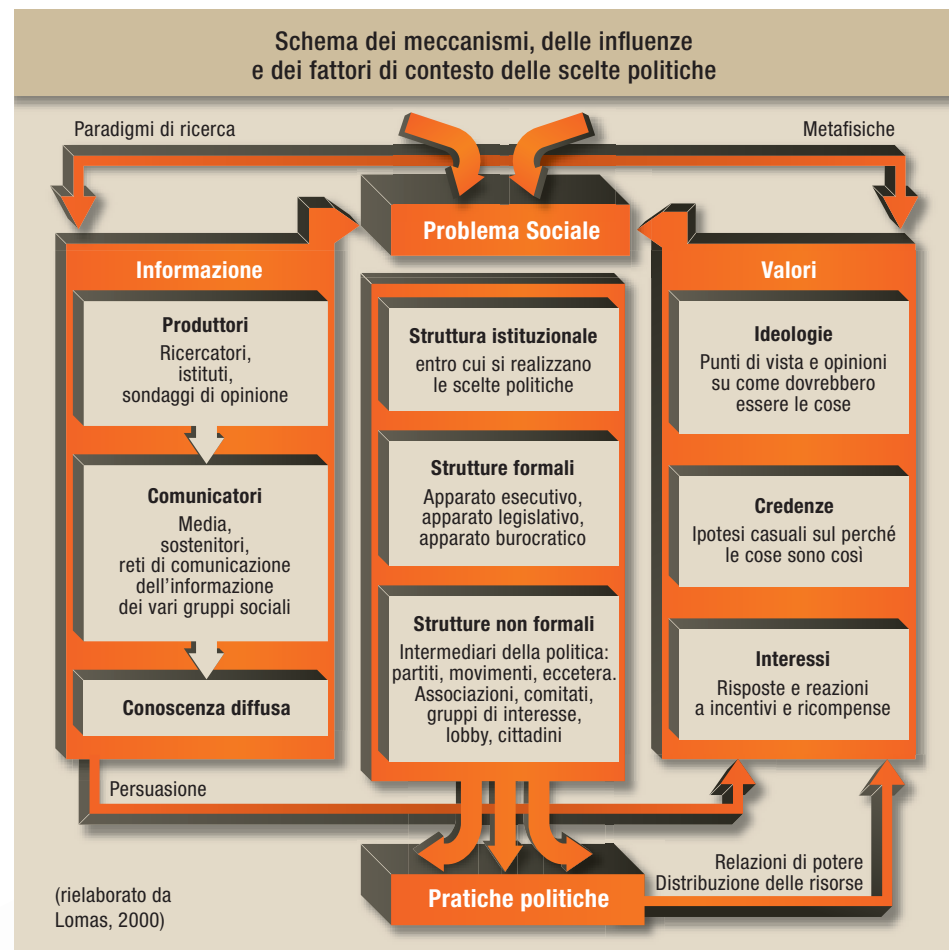 Schema dei meccanismi, delle influenze
e dei fattori di contesto delle scelte politiche
Paradigmi di ricerca
Metafisiche
Problema Sociale
Informazione
Produttori
Ricercatori,
istituti,
sondaggi di opinione
Comunicatori
Media,
sostenitori,
reti di comunicazione
dell'informazione
dei vari gruppi sociali
Conoscenza diffusa
Struttura istituzionale
entro cui si realizzano
le scelte politiche
Strutture formali
Apparato esecutivo,
apparato legislativo,
apparato burocratico
Strutture non formali
Intermediari della politica:
partiti, movimenti, eccetera.
Associazioni, comitati,
gruppi di interesse,
lobby, cittadini
Valori
Ideologie
Punti di vista e opinioni
su come dovrebbero
essere le cose
Credenze
Ipotesi casuali sul perché
le cose sono così
Interessi
Risposte e reazioni
a incentivi e ricompense
Persuasione
Pratiche politiche
Relazioni di potere
Distribuzione delle risorse
(rielaborato da
Lomas, 2000)